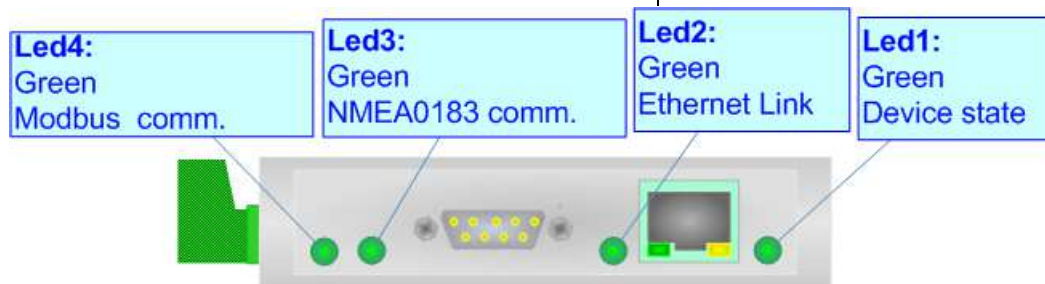 Led4:
Green
Modbus comm.
Led3:
Green
NMEA0183 comm.
Led2:
Green
Ethernet Link
Led1:
Green
Device state